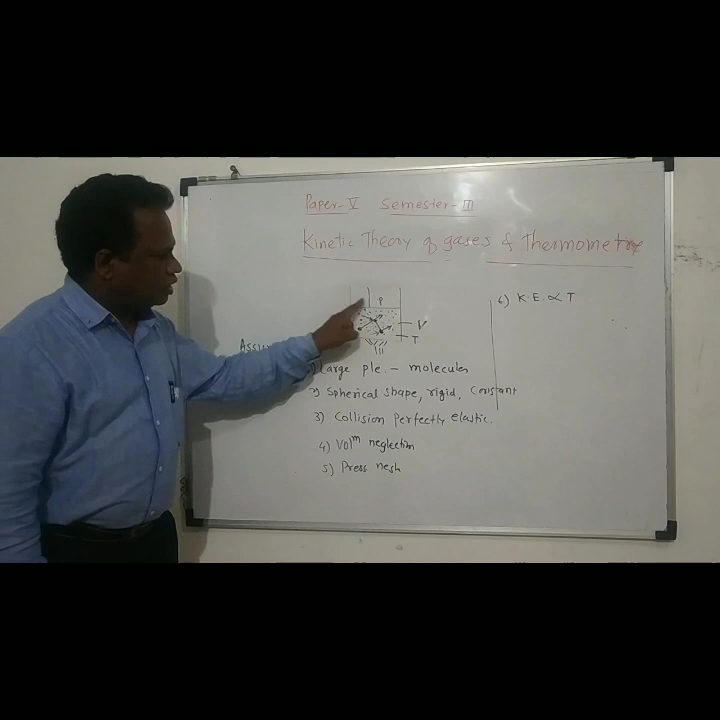 Paper-V Semester-III
Kinetic Theory of gases & Thermometry
P
V
T
Assu
1) Large ple. - molecules
2) Spherical shape, rigid, Constant
3) Collision perfectly elastic.
4) Volm neglection
5) Press nesh
6) K.E. ∝ T